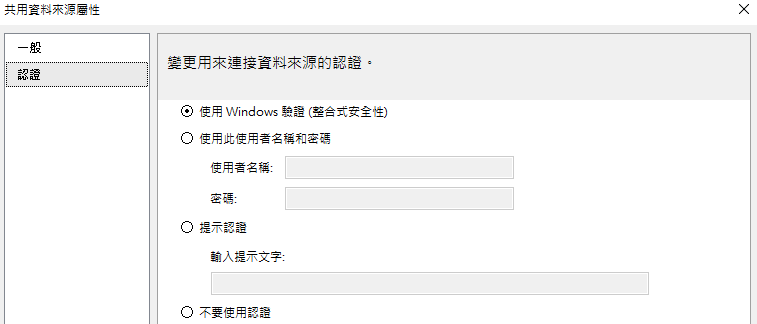 共用資料來源屬性
一般
認證
變更用來連接資料來源的認證。
使用 Windows 驗證 (整合式安全性)
使用此使用者名稱和密碼
使用者名稱:
密碼:
提示認證
輸入提示文字:
不要使用認證